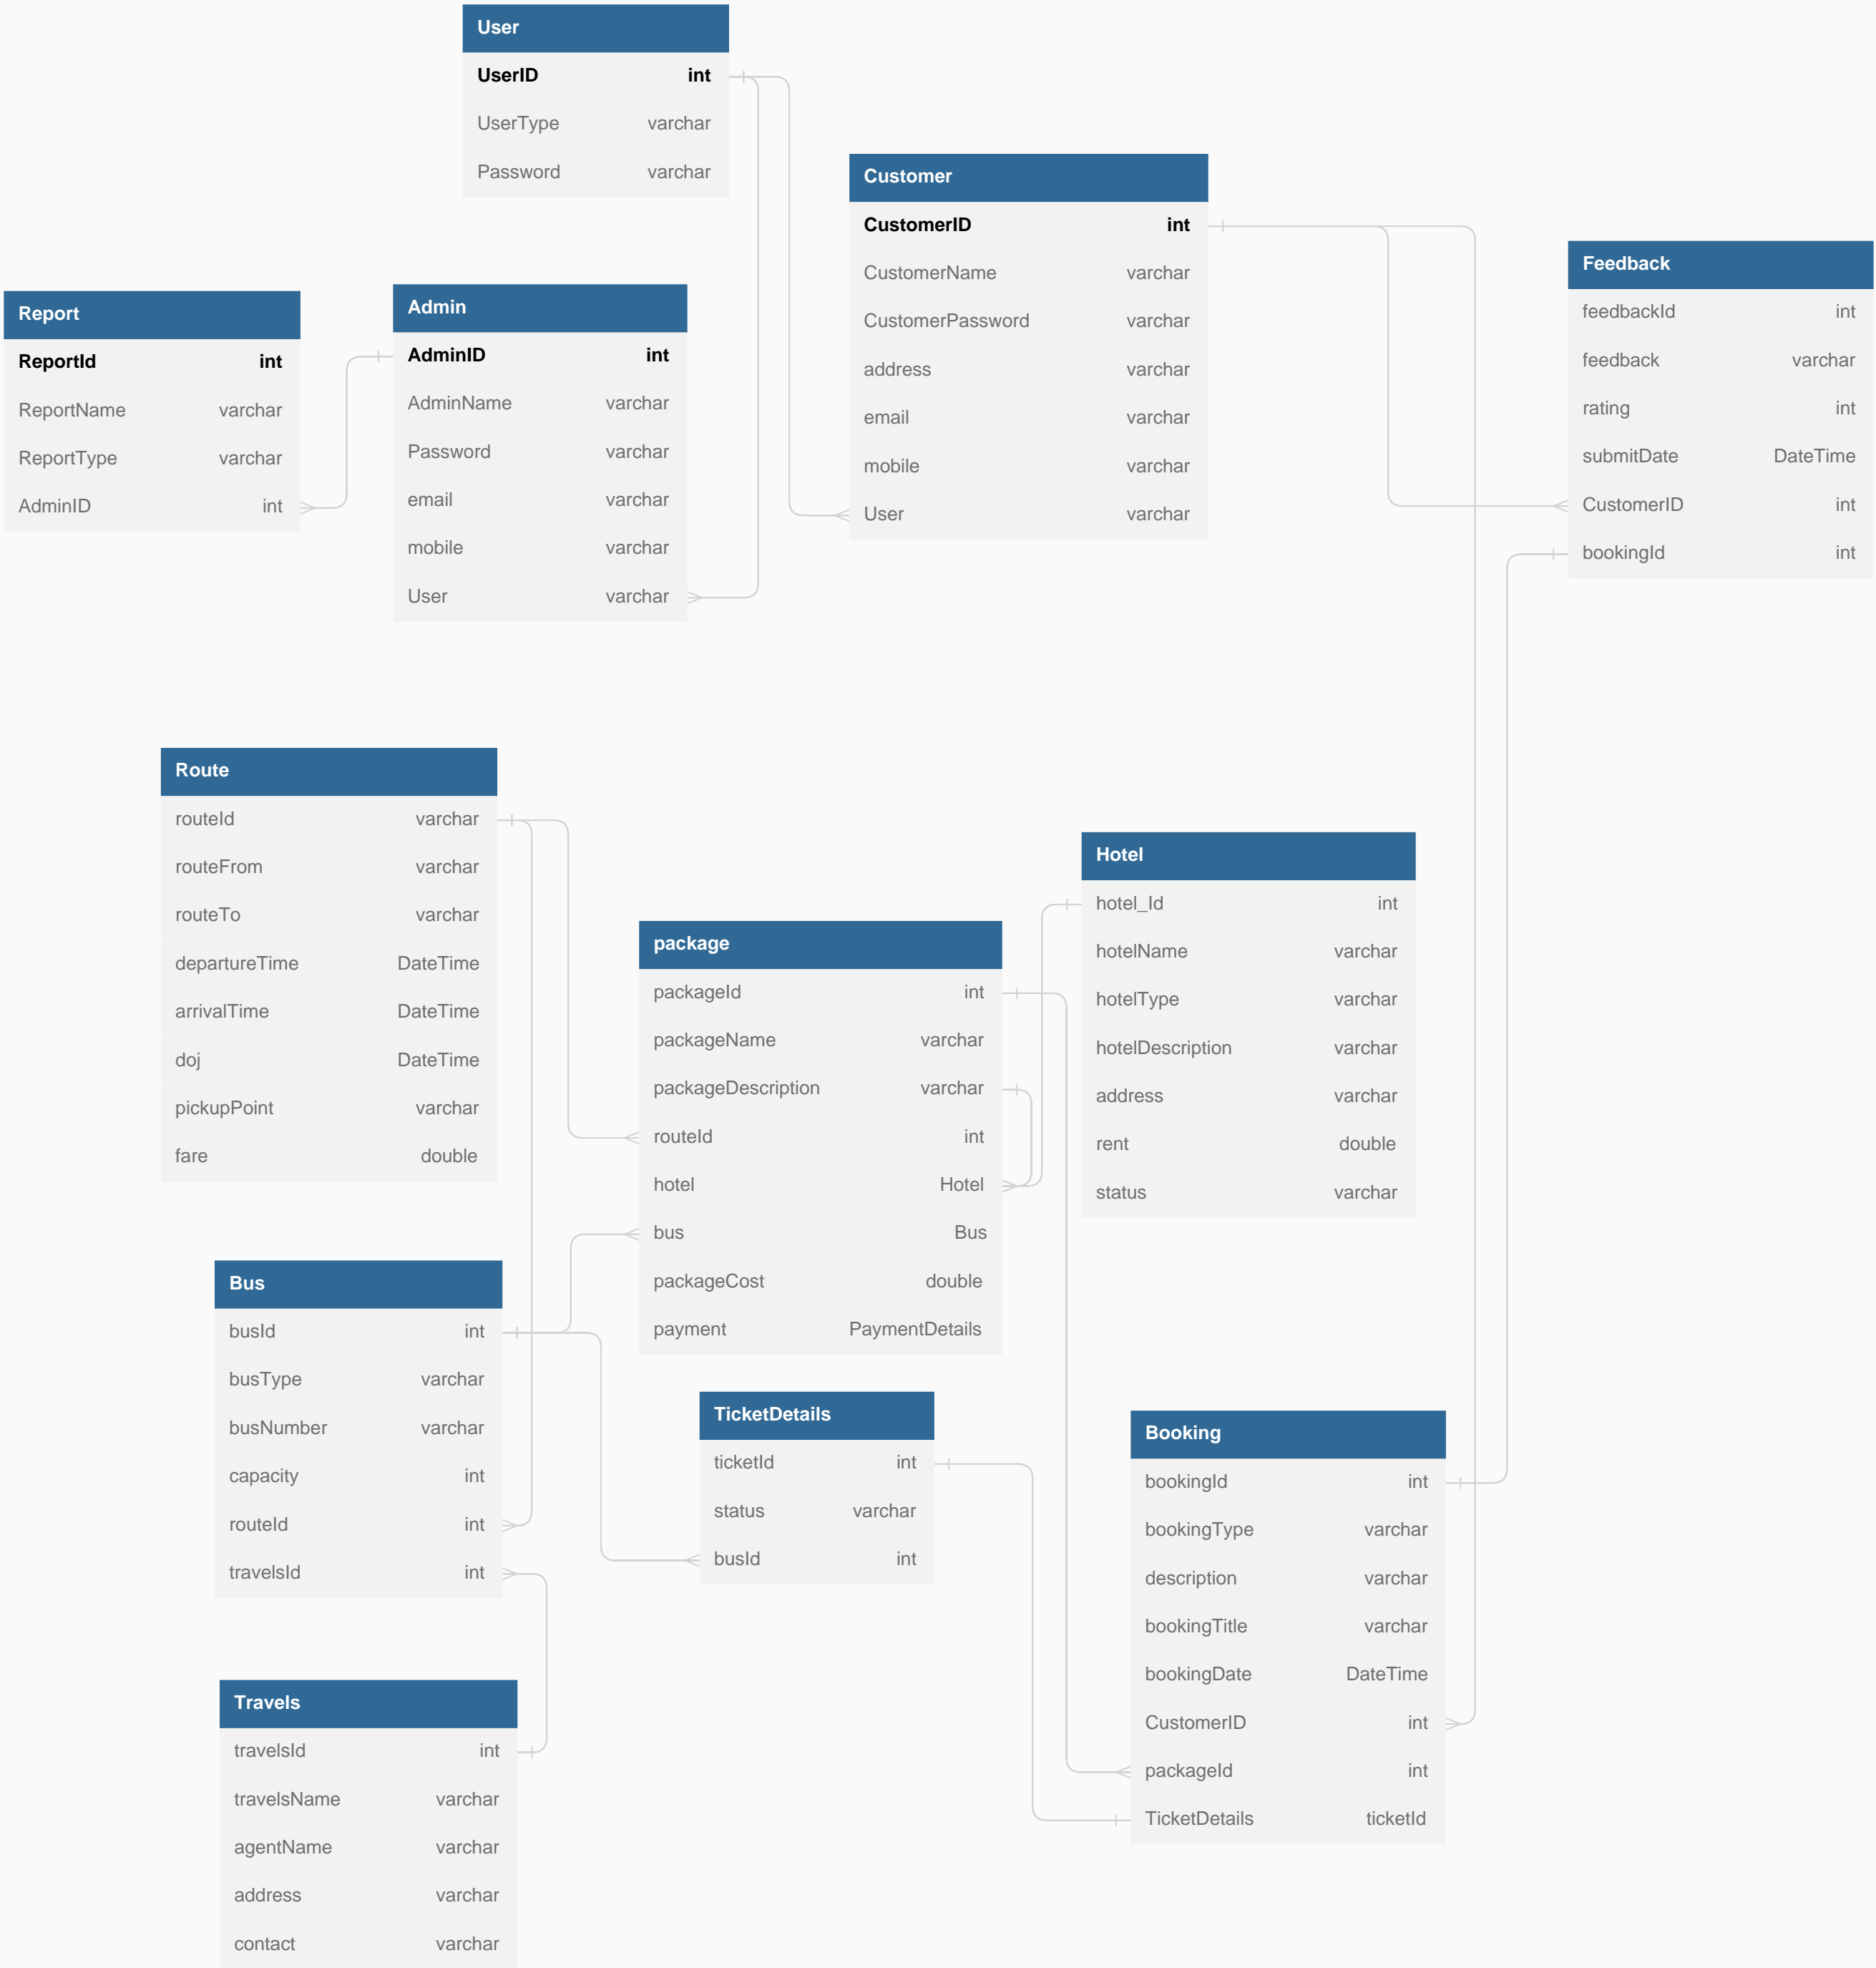 User
UserID int
UserType varchar
Password varchar
Customer
CustomerID int
CustomerName varchar
CustomerPassword varchar
address varchar
email varchar
mobile varchar
User varchar
Feedback
feedbackId int
feedback varchar
rating int
submitDate DateTime
CustomerID int
bookingId int
Report
ReportId int
ReportName varchar
ReportType varchar
AdminID int
Admin
AdminID int
AdminName varchar
Password varchar
email varchar
mobile varchar
User varchar
Route
routeId varchar
routeFrom varchar
routeTo varchar
departureTime DateTime
arrivalTime DateTime
doj DateTime
pickupPoint varchar
fare double
Hotel
hotel_Id int
hotelName varchar
hotelType varchar
hotelDescription varchar
address varchar
rent double
status varchar
package
packageId int
packageName varchar
packageDescription varchar
routeId int
hotel Hotel
bus Bus
packageCost double
payment PaymentDetails
Bus
busId int
busType varchar
busNumber varchar
capacity int
routeId int
travelsId int
TicketDetails
ticketId int
status varchar
busId int
Booking
bookingId int
bookingType varchar
description varchar
bookingTitle varchar
bookingDate DateTime
CustomerID int
packageId int
TicketDetails ticketId
Travels
travelsId int
travelsName varchar
agentName varchar
address varchar
contact varchar